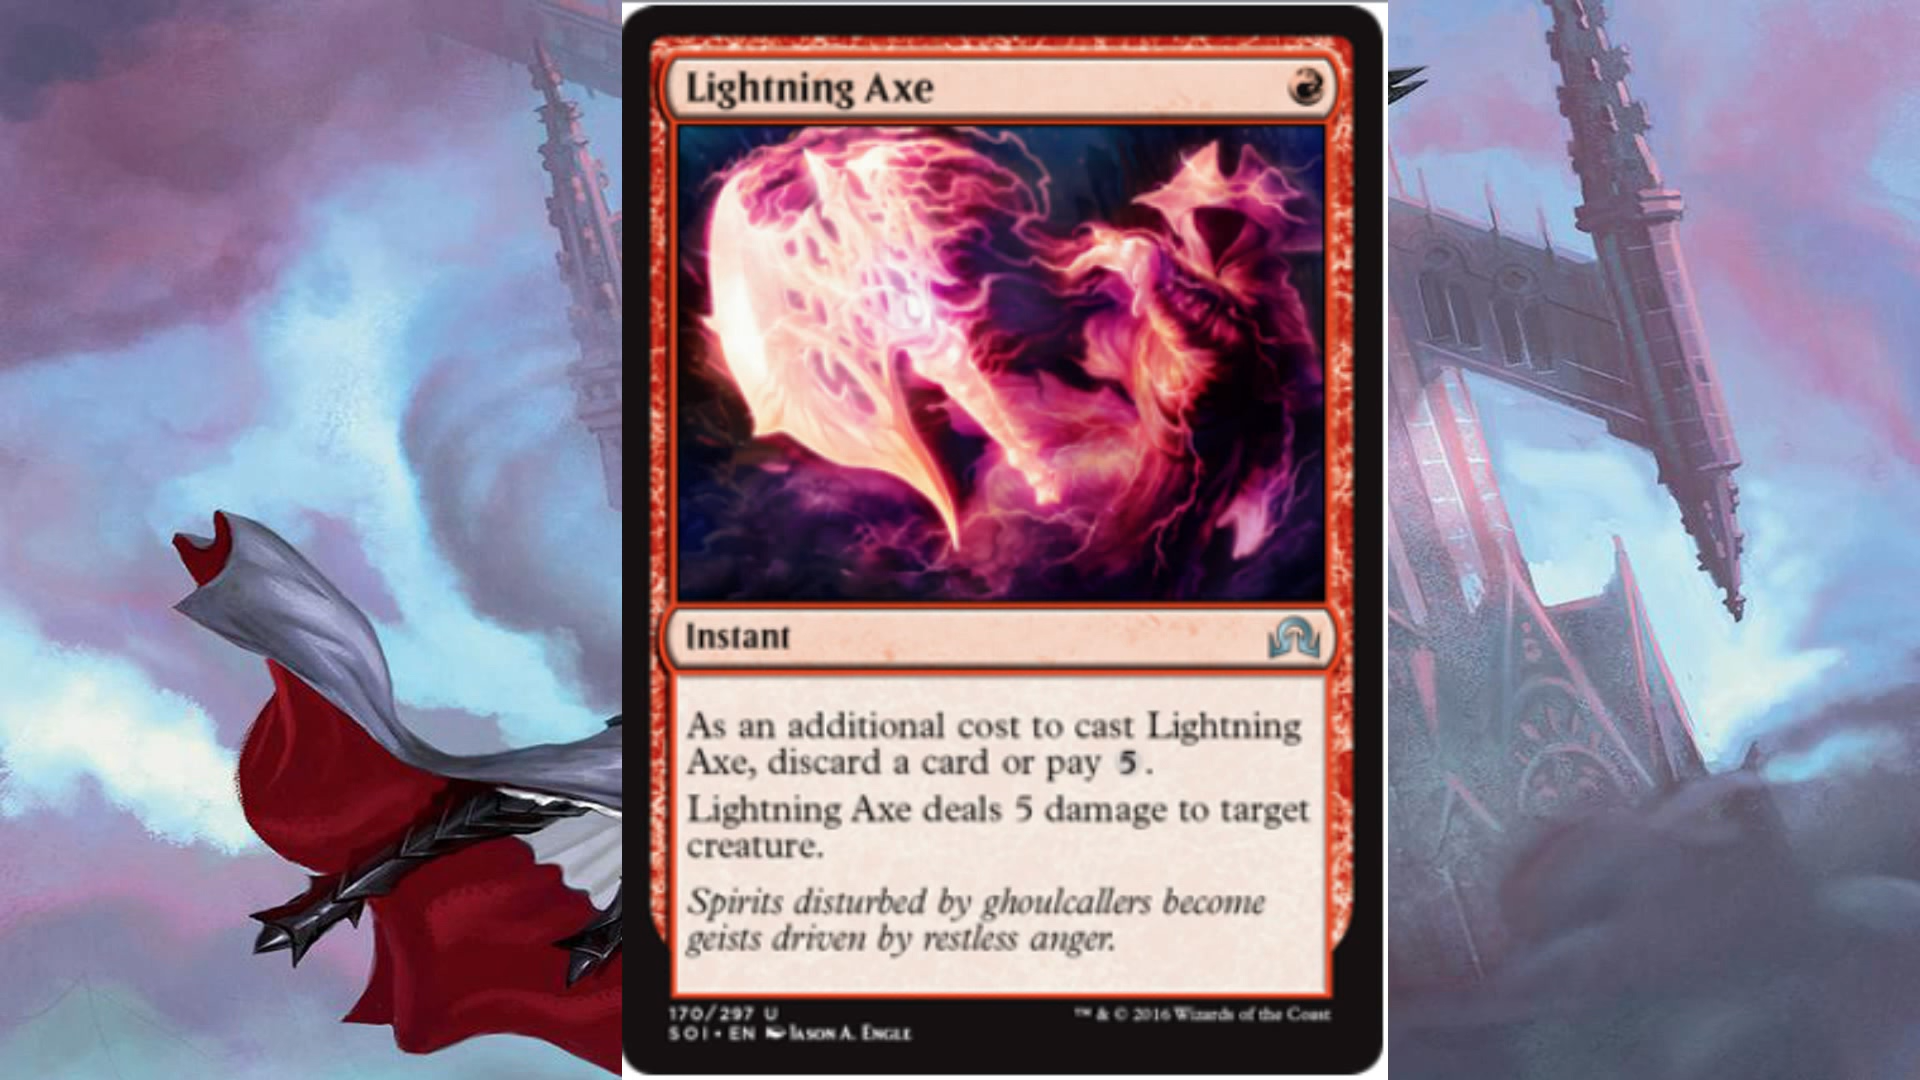 Lightning Axe
Instant
As an additional cost to cast Lightning
Axe, discard a card or pay 5.
Lightning Axe deals 5 damage to target
creature.
Spirits disturbed by ghoulcallers become
geists driven by restless anger.
170/297 U
™ & © 2016 Wizards of the Coast
SOI • EN Jason A. Engle